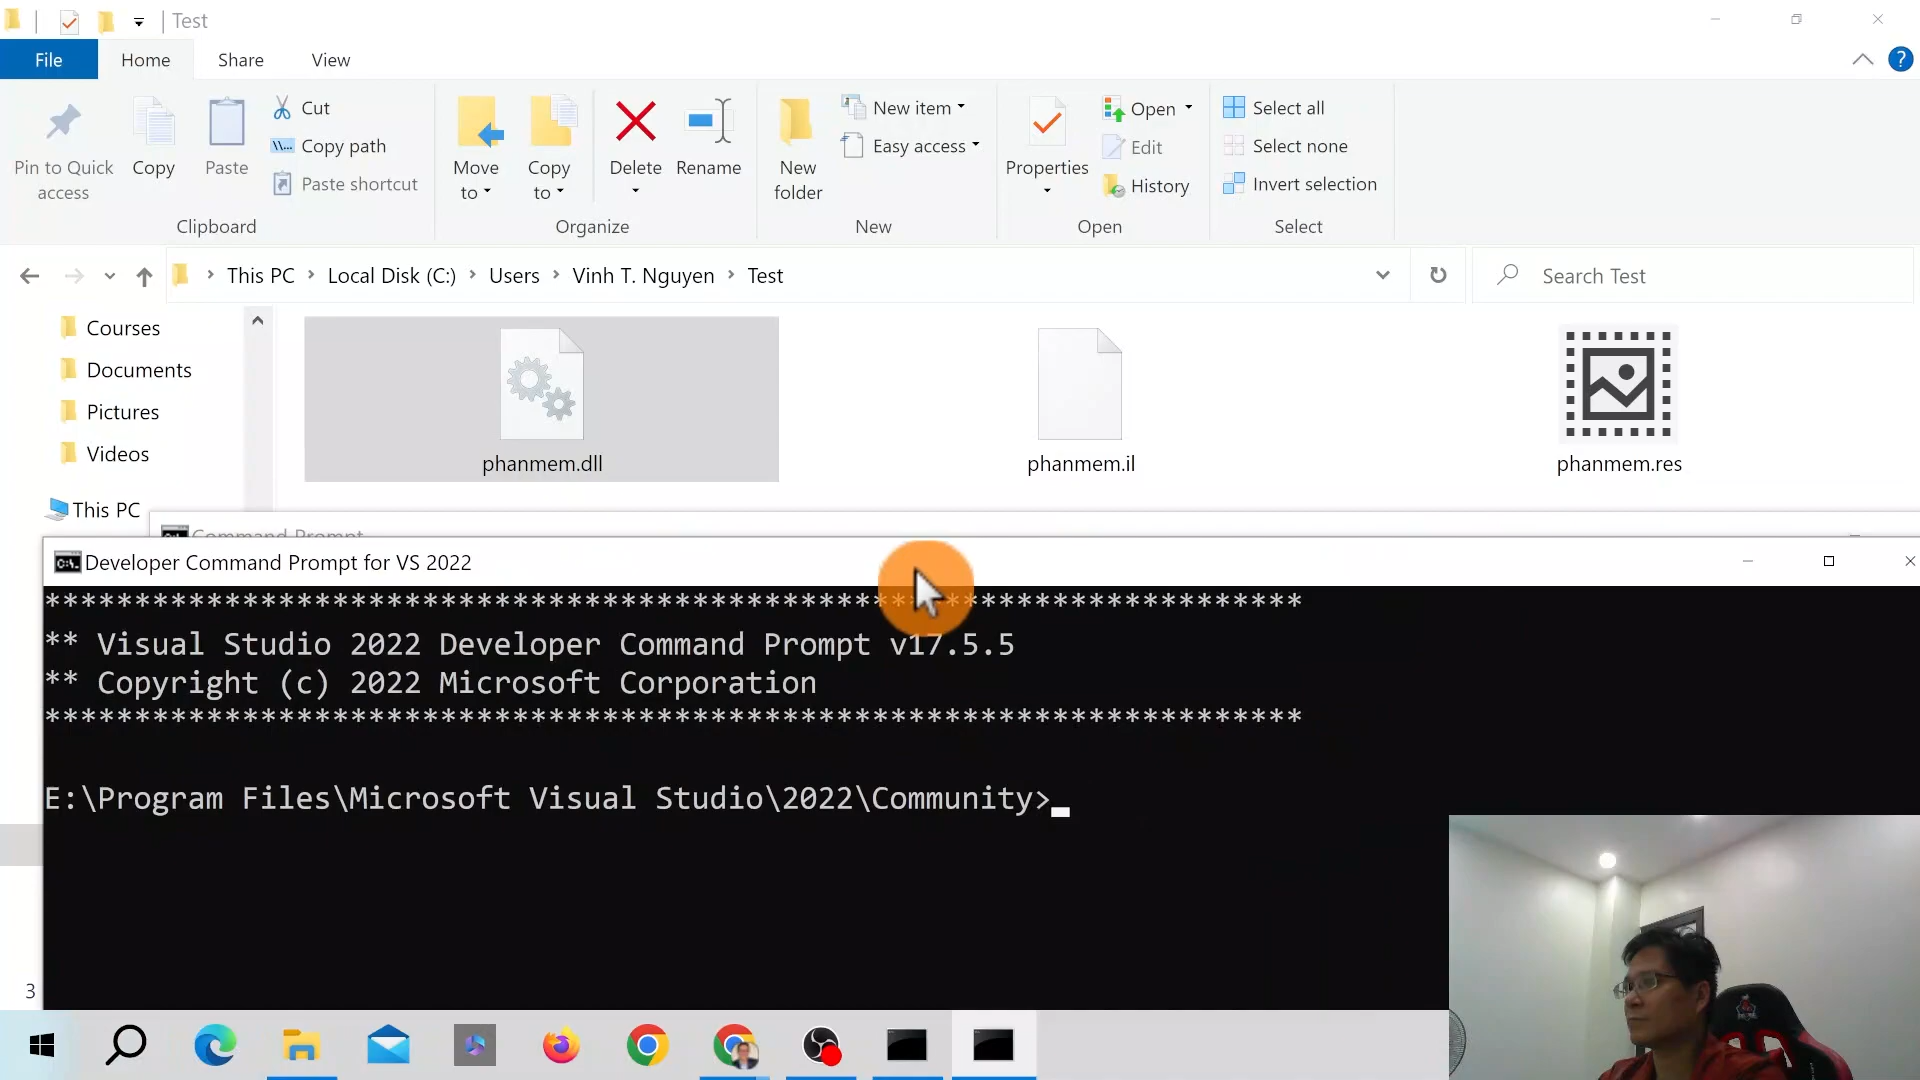 Test
File
Home
Share
View
?
Pin to Quick access
Copy
Paste
Cut
Copy path
Paste shortcut
Clipboard
Move to
Copy to
Delete
Rename
Organize
New folder
New item
Easy access
New
Properties
Open
Edit
History
Open
Select all
Select none
Invert selection
Select
This PC
Local Disk (C:)
Users
Vinh T. Nguyen
Test
Search Test
Courses
Documents
Pictures
Videos
This PC
phanmem.dll
phanmem.il
phanmem.res
Command Prompt
Developer Command Prompt for VS 2022
**********************************************************************
** Visual Studio 2022 Developer Command Prompt v17.5.5
** Copyright (c) 2022 Microsoft Corporation
**********************************************************************
E:\Program Files\Microsoft Visual Studio\2022\Community>
3